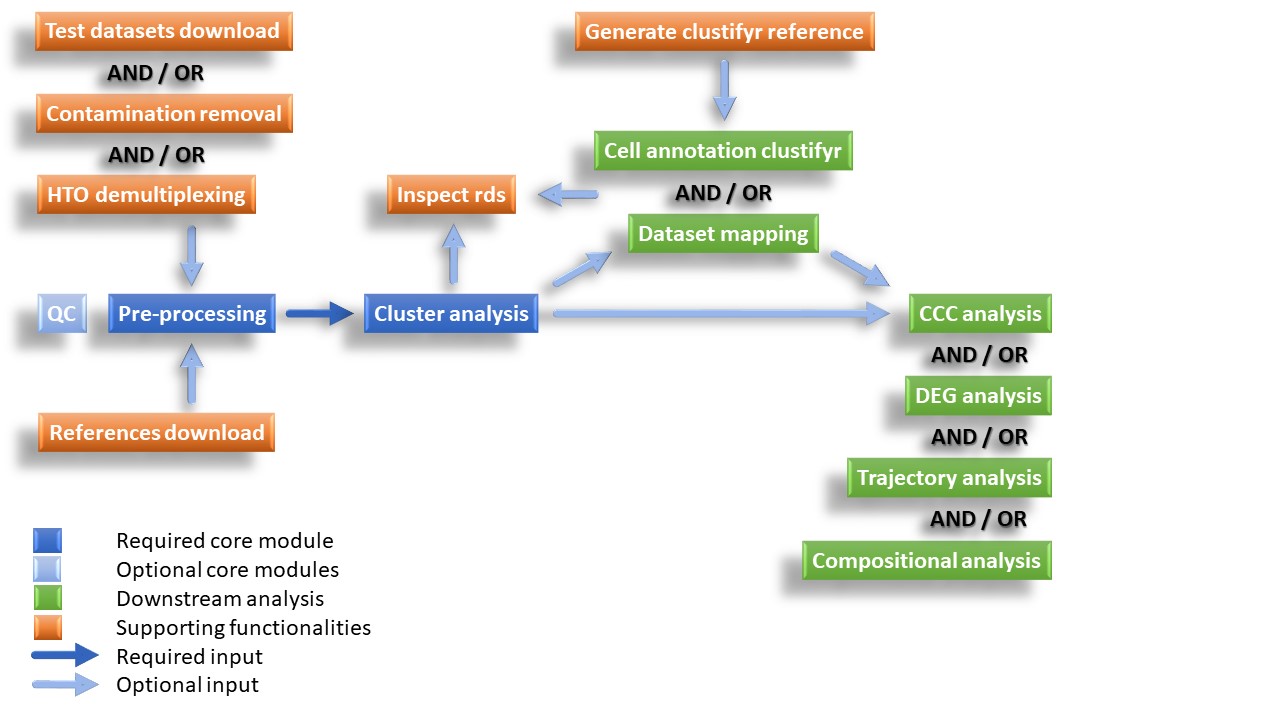 Test datasets download
AND / OR
Contamination removal
AND / OR
HTO demultiplexing
Generate clustifyr reference
Cell annotation clustifyr
AND / OR
Dataset mapping
Inspect rds
QC
Pre-processing
Cluster analysis
References download
CCC analysis
AND / OR
DEG analysis
AND / OR
Trajectory analysis
AND / OR
Compositional analysis
Required core module
Optional core modules
Downstream analysis
Supporting functionalities
Required input
Optional input